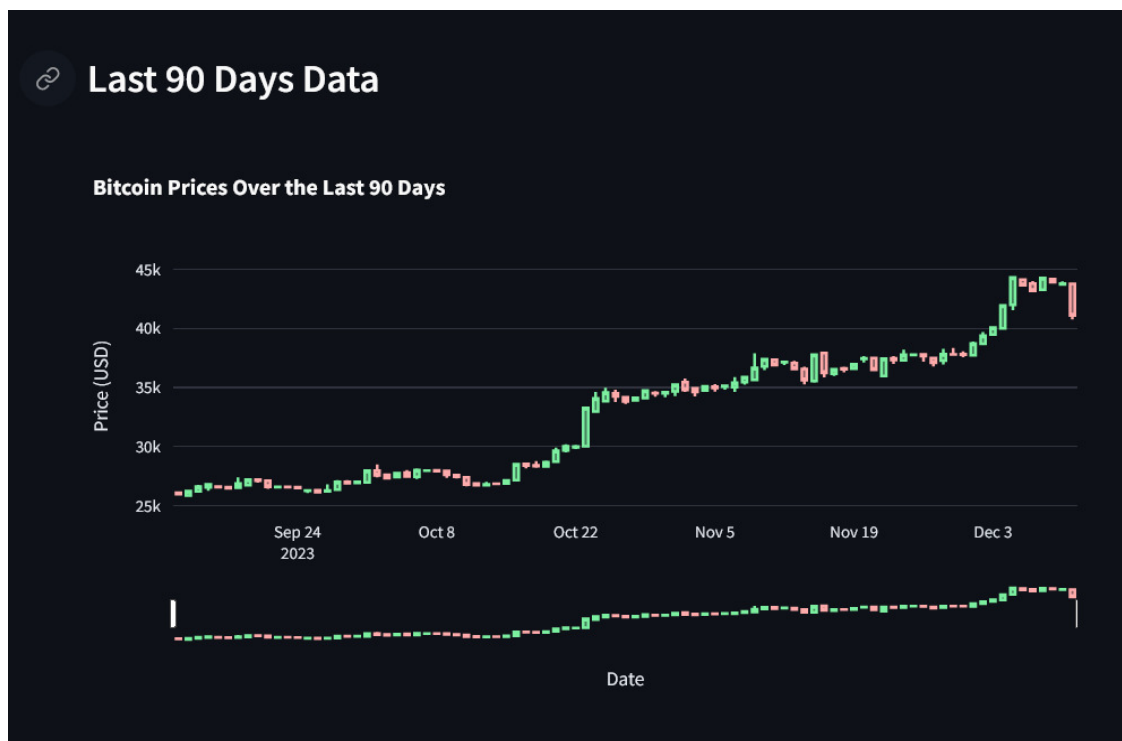 Last 90 Days Data
Bitcoin Prices Over the Last 90 Days
45k
40k
35k
30k
25k
Price (USD)
Sep 24
2023
Oct 8
Oct 22
Nov 5
Nov 19
Dec 3
Date